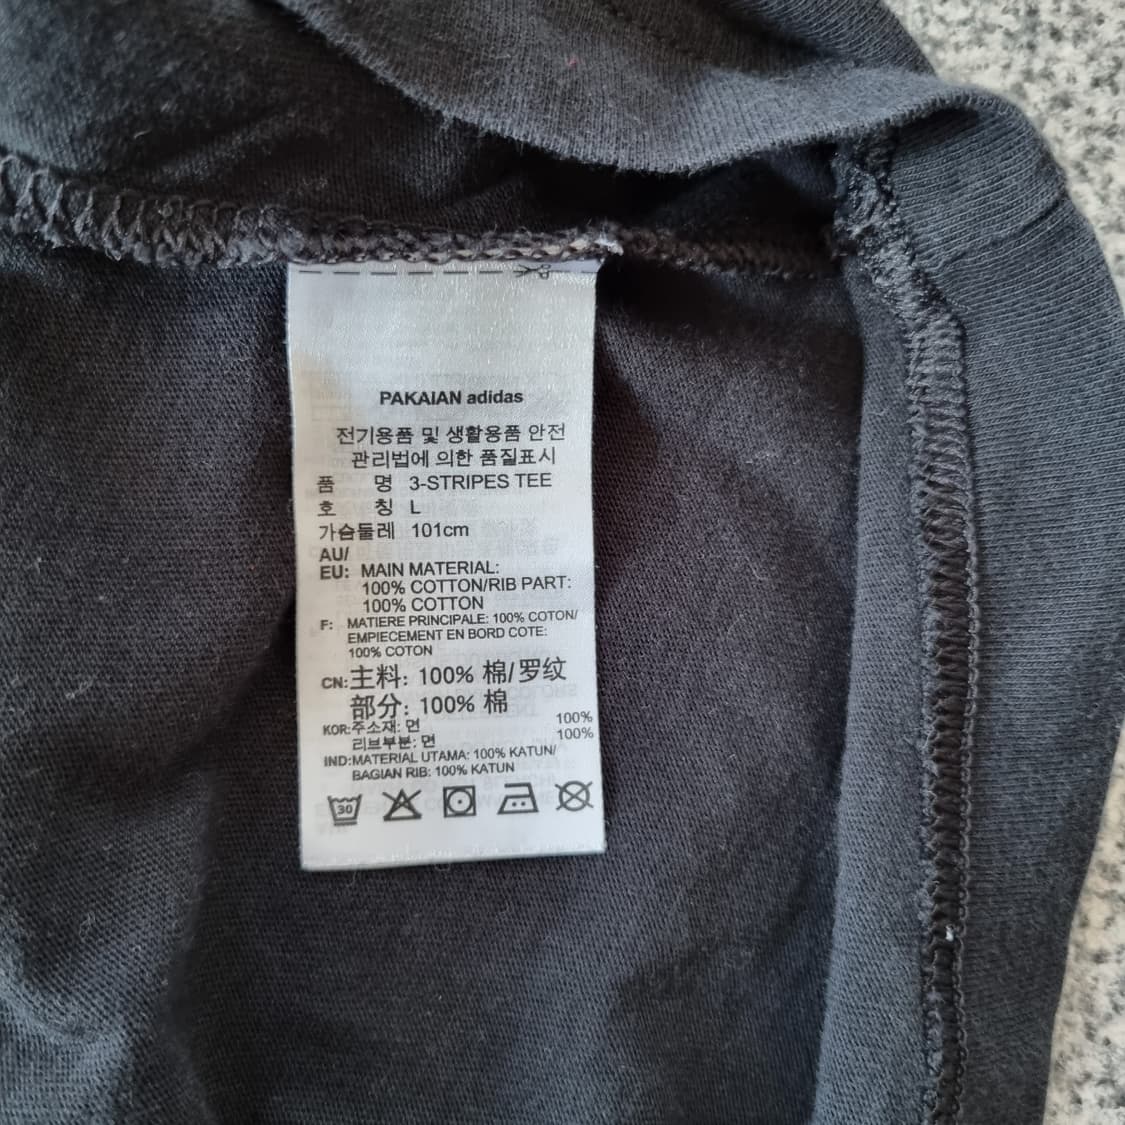 PAKAIAN adidas
전기용품 및 생활용품 안전
관리법에 의한 품질표시
품 명 3-STRIPES TEE
호 칭 L
가슴둘레 101cm
AU/
EU: MAIN MATERIAL:
100% COTTON/RIB PART:
100% COTTON
F: MATIERE PRINCIPALE: 100% COTON/
EMPIECEMENT EN BORD COTE:
100% COTON
CN:主料: 100% 棉/罗纹
部分: 100% 棉
KOR:주소재: 면 100%
리브부분: 면 100%
IND:MATERIAL UTAMA: 100% KATUN/
BAGIAN RIB: 100% KATUN
30